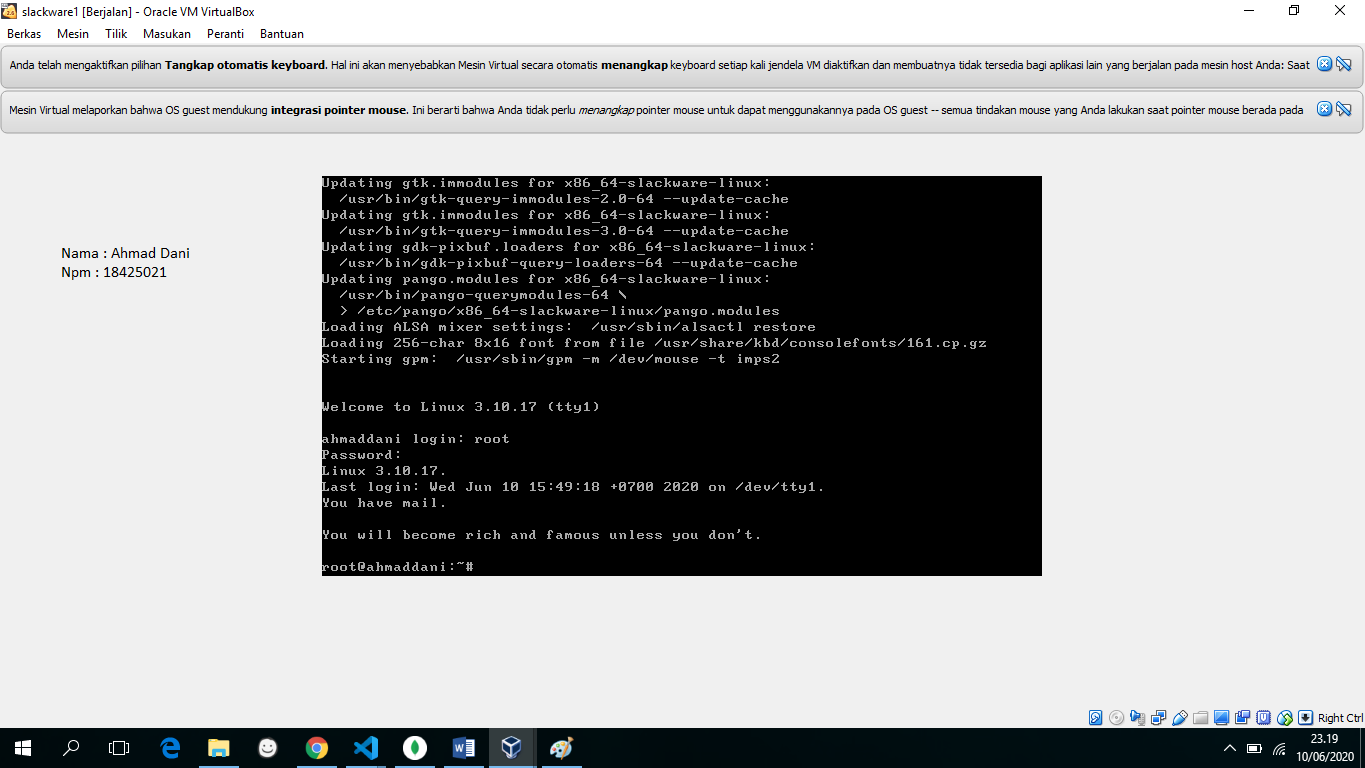 slackware1 [Berjalan] - Oracle VM VirtualBox
Berkas Mesin Tilik Masukan Peranti Bantuan
Anda telah mengaktifkan pilihan Tangkap otomatis keyboard. Hal ini akan menyebabkan Mesin Virtual secara otomatis menangkap keyboard setiap kali jendela VM diaktifkan dan membuatnya tidak tersedia bagi aplikasi lain yang berjalan pada mesin host Anda: Saat
Mesin Virtual melaporkan bahwa OS guest mendukung integrasi pointer mouse. Ini berarti bahwa Anda tidak perlu menangkap pointer mouse untuk dapat menggunakannya pada OS guest -- semua tindakan mouse yang Anda lakukan saat pointer mouse berada pada
Nama : Ahmad Dani
Npm : 18425021
Updating gtk.immodules for x86_64-slackware-linux:
/usr/bin/gtk-query-immodules-2.0-64 --update-cache
Updating gtk.immodules for x86_64-slackware-linux:
/usr/bin/gtk-query-immodules-3.0-64 --update-cache
Updating gdk-pixbuf.loaders for x86_64-slackware-linux:
/usr/bin/gdk-pixbuf-query-loaders-64 --update-cache
Updating pango.modules for x86_64-slackware-linux:
/usr/bin/pango-querymodules-64 \
> /etc/pango/x86_64-slackware-linux/pango.modules
Loading ALSA mixer settings:  /usr/sbin/alsactl restore
Loading 256-char 8x16 font from file /usr/share/kbd/consolefonts/161.cp.gz
Starting gpm:  /usr/sbin/gpm -m /dev/mouse -t imps2
Welcome to Linux 3.10.17 (tty1)
ahmaddani login: root
Password:
Linux 3.10.17.
Last login: Wed Jun 10 15:49:18 +0700 2020 on /dev/tty1.
You have mail.
You will become rich and famous unless you don't.
root@ahmaddani:~#
Right Ctrl
23.19
10/06/2020